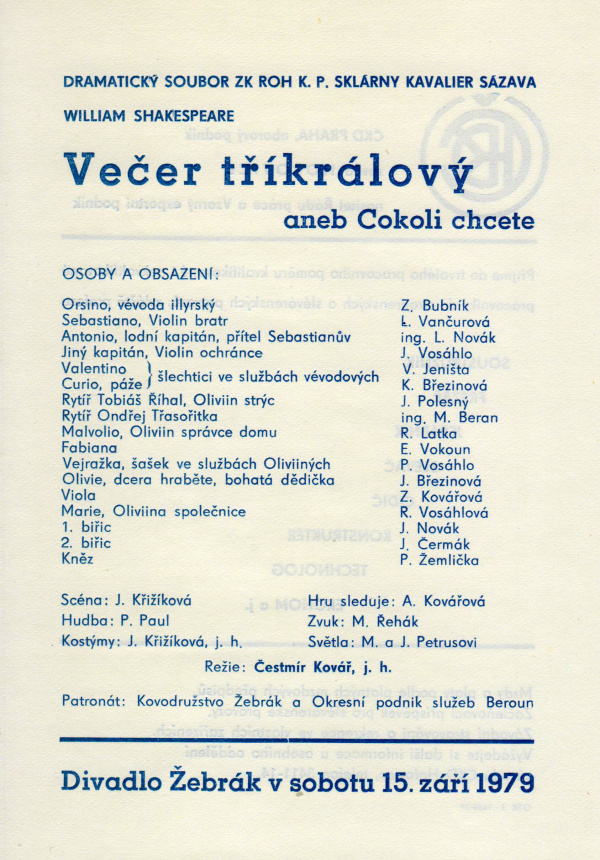 DRAMATICKÝ SOUBOR ZK ROH K. P. SKLÁRNY KAVALIER SÁZAVA
WILLIAM SHAKESPEARE
Večer tříkrálový
aneb Cokoli chcete
OSOBY A OBSAŽENÍ:
Orsino, vévoda illyrský Z. Bubník
Sebastiano, Violin bratr L. Vančurová
Antonio, lodní kapitán, přítel Sebastianův ing. L. Novák
Jiný kapitán, Violin ochránce J. Vosáhlo
Valentino } šlechtici ve službách vévodových V. Jeništa
Curio, páže } K. Březinová
Rytíř Tobiáš Říhal, Oliviin strýc J. Polesný
Rytíř Ondřej Třasořitka ing. M. Beran
Malvolio, Oliviin správce domu R. Latka
Fabiana E. Vokoun
Vejražka, šašek ve službách Oliviiných P. Vosáhlo
Olivie, dcera hraběte, bohatá dědička J. Březinová
Viola Z. Kovářová
Marie, Oliviina společnice R. Vosáhlová
1. biřic J. Novák
2. biřic J. Čermák
Kněz P. Žemlička
Scéna: J. Křižíková Hru sleduje: A. Kovářová
Hudba: P. Paul Zvuk: M. Řehák
Kostýmy: J. Křižíková, j. h. Světla: M. a J. Petrusovi
Režie: Čestmír Kovář, j. h.
Patronát: Kovodružstvo Žebrák a Okresní podnik služeb Beroun
Divadlo Žebrák v sobotu 15. září 1979